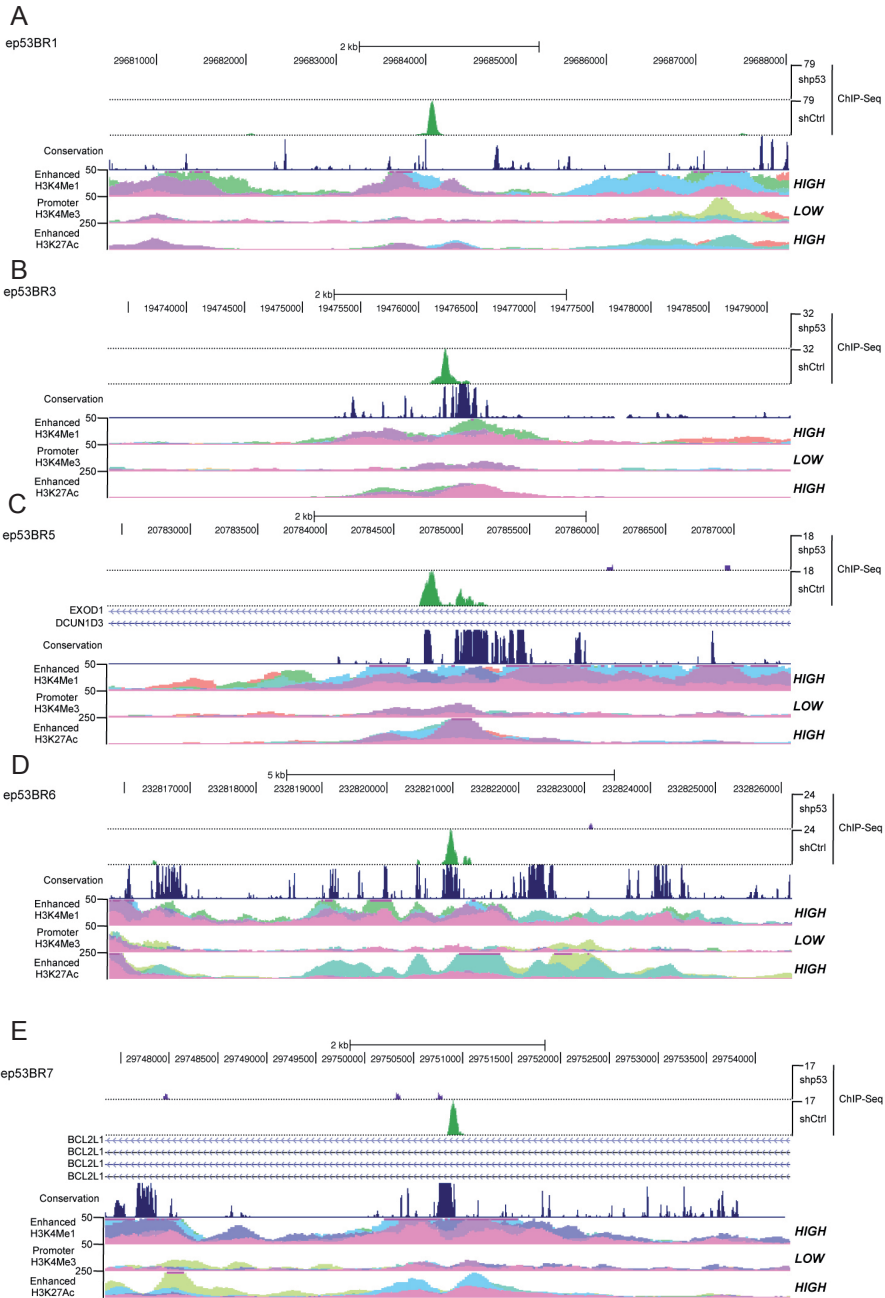 A
ep53BR1
2 kb
29681000 29682000 29683000 29684000 29685000 29686000 29687000 29688000
79
shp53
79
shCtrl
ChIP-Seq
Conservation
Enhanced
H3K4Me1
50
HIGH
Promoter
H3K4Me3
50
LOW
Enhanced
H3K27Ac
250
HIGH
B
ep53BR3
2 kb
19474000 19474500 19475000 19475500 19476000 19476500 19477000 19477500 19478000 19478500 19479000
32
shp53
32
shCtrl
ChIP-Seq
Conservation
Enhanced
H3K4Me1
50
HIGH
Promoter
H3K4Me3
50
LOW
Enhanced
H3K27Ac
250
HIGH
C
ep53BR5
2 kb
20783000 20783500 20784000 20784500 20785000 20785500 20786000 20786500 20787000
18
shp53
18
shCtrl
ChIP-Seq
EXOD1
DCUN1D3
Conservation
Enhanced
H3K4Me1
50
HIGH
Promoter
H3K4Me3
50
LOW
Enhanced
H3K27Ac
250
HIGH
D
ep53BR6
5 kb
232817000 232818000 232819000 232820000 232821000 232822000 232823000 232824000 232825000 232826000
24
shp53
24
shCtrl
ChIP-Seq
Conservation
Enhanced
H3K4Me1
50
HIGH
Promoter
H3K4Me3
50
LOW
Enhanced
H3K27Ac
250
HIGH
E
ep53BR7
2 kb
29748000 29748500 29749000 29749500 29750000 29750500 29751000 29751500 29752000 29752500 29753000 29753500 29754000
17
shp53
17
shCtrl
ChIP-Seq
BCL2L1
BCL2L1
BCL2L1
BCL2L1
Conservation
Enhanced
H3K4Me1
50
HIGH
Promoter
H3K4Me3
50
LOW
Enhanced
H3K27Ac
250
HIGH